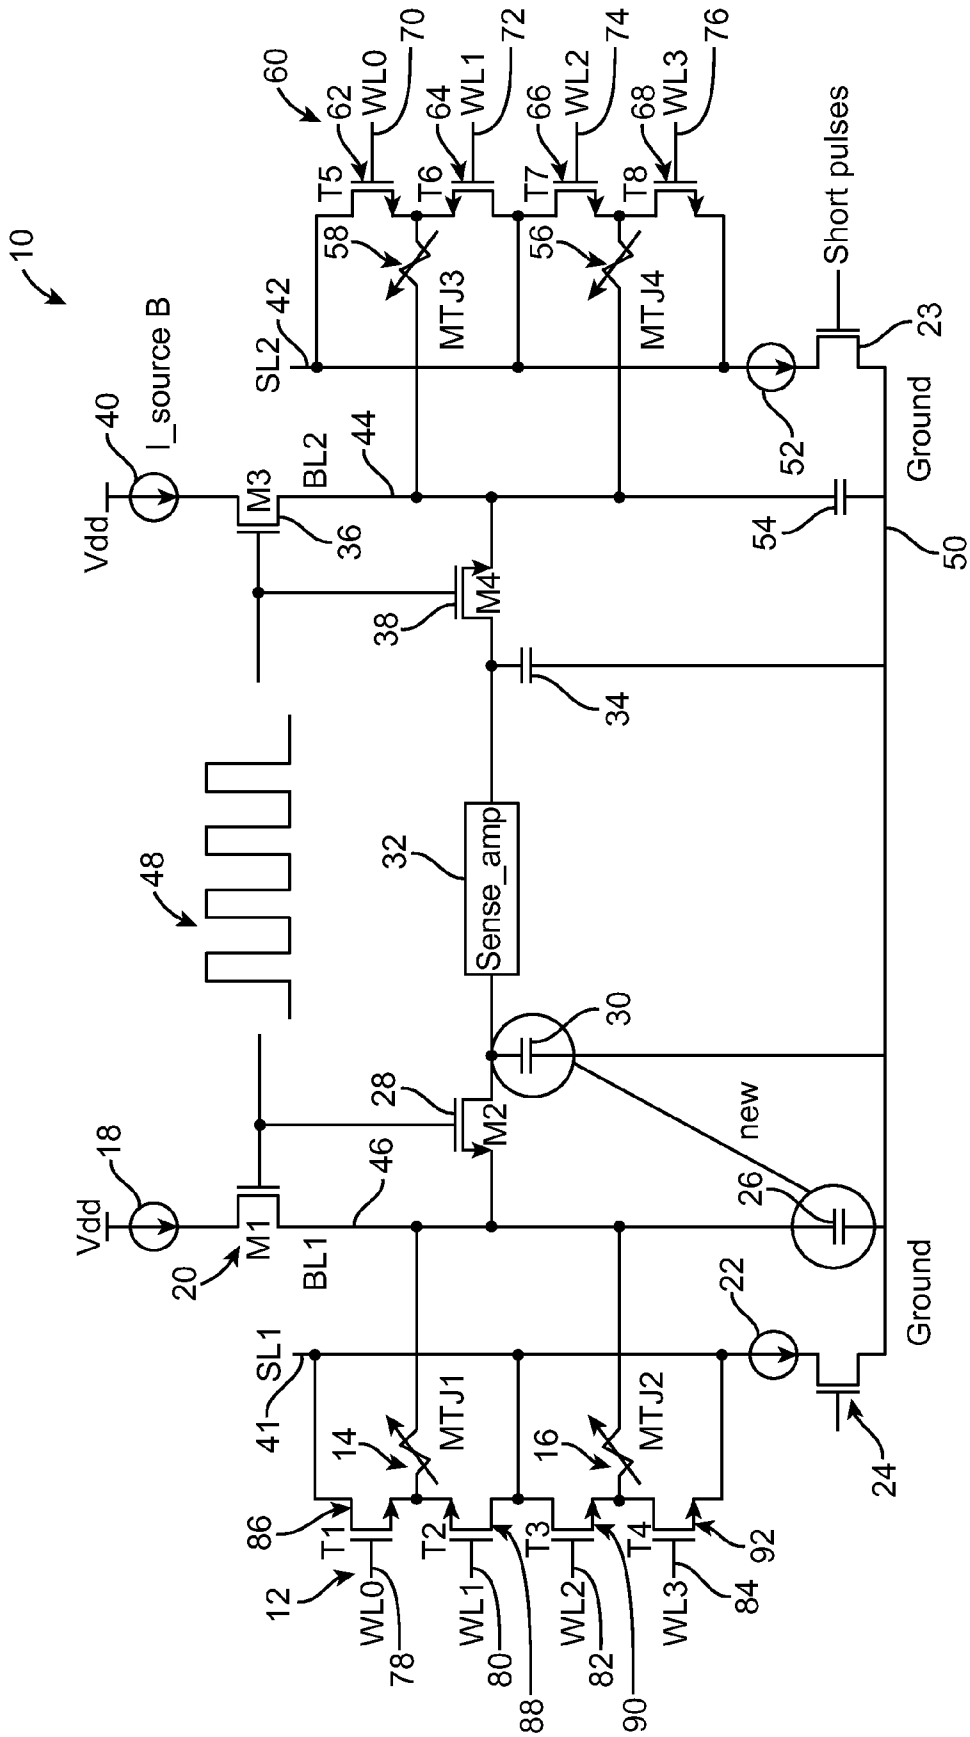 10
Vdd
18
20
M1
BL1
46
48
Vdd
40
I_source B
M3
36
BL2
44
SL1
41
SL2
42
60
12
86
T1
WL0
78
14
MTJ1
T2
WL1
80
88
T3
WL2
82
90
16
MTJ2
T4
WL3
84
92
28
M2
30
32
Sense_amp
34
38
M4
58
MTJ3
T5
62
WL0
70
T6
64
WL1
72
56
MTJ4
T7
66
WL2
74
T8
68
WL3
76
22
24
26
new
Ground
54
52
Short pulses
23
Ground
50